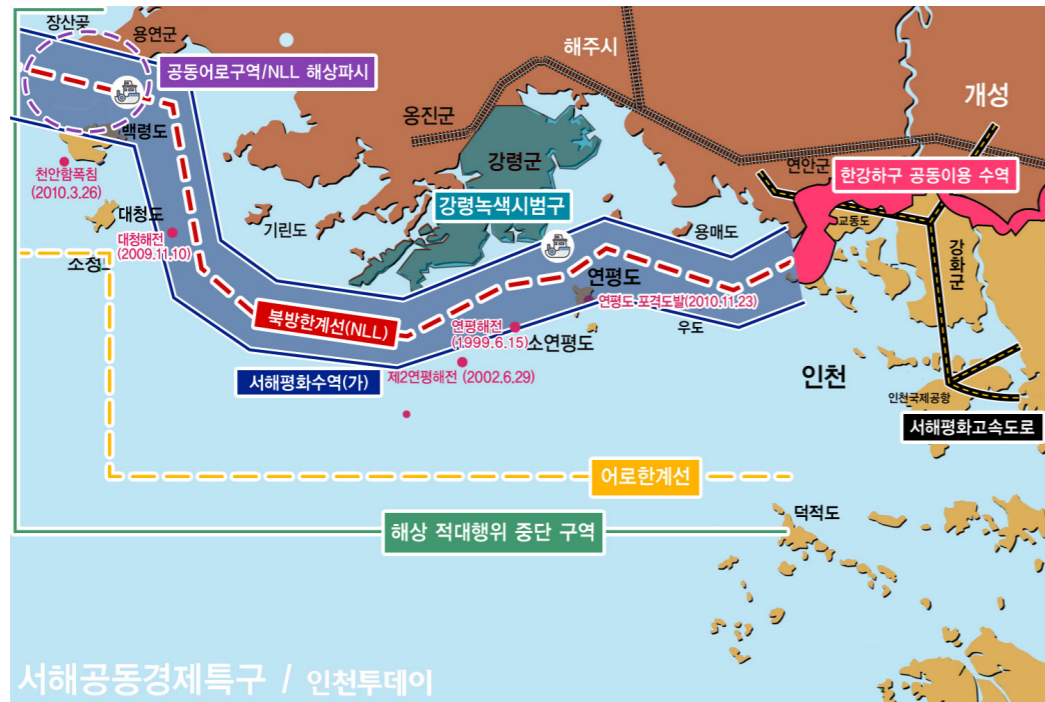 장산곶
용연군
해주시
공동어로구역/NLL 해상파시
개성
옹진군
백령도
강령군
연안군
한강하구 공동이용 수역
천안함폭침
(2010.3.26)
강령녹색시범구
대청도
기린도
용매도
교동도
대청해전
(2009.11.10)
강화군
소청도
연평도
연평도 포격도발(2010.11.23)
북방한계선(NLL)
연평해전
(1999.6.15)
우도
소연평도
서해평화수역(가)
제2연평해전 (2002.6.29)
인천
인천국제공항
서해평화고속도로
어로한계선
덕적도
해상 적대행위 중단 구역
서해공동경제특구 / 인천투데이